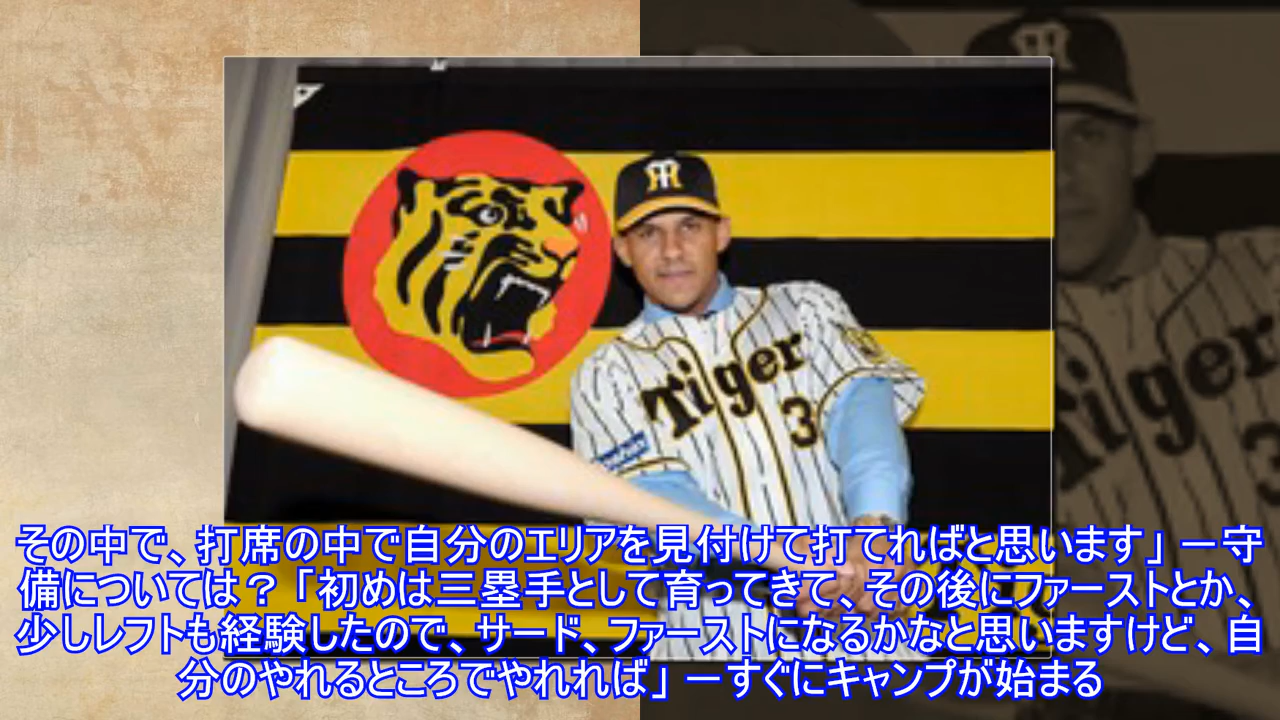 Tiger
3
その中で、打席の中で自分のエリアを見付けて打てればと思います」ー守
備については？「初めは三塁手として育ってきて、その後にファーストとか、
少しレフトも経験したので、サード、ファーストになるかなと思いますけど、自
分のやれるところでやれれば」ーすぐにキャンプが始まる